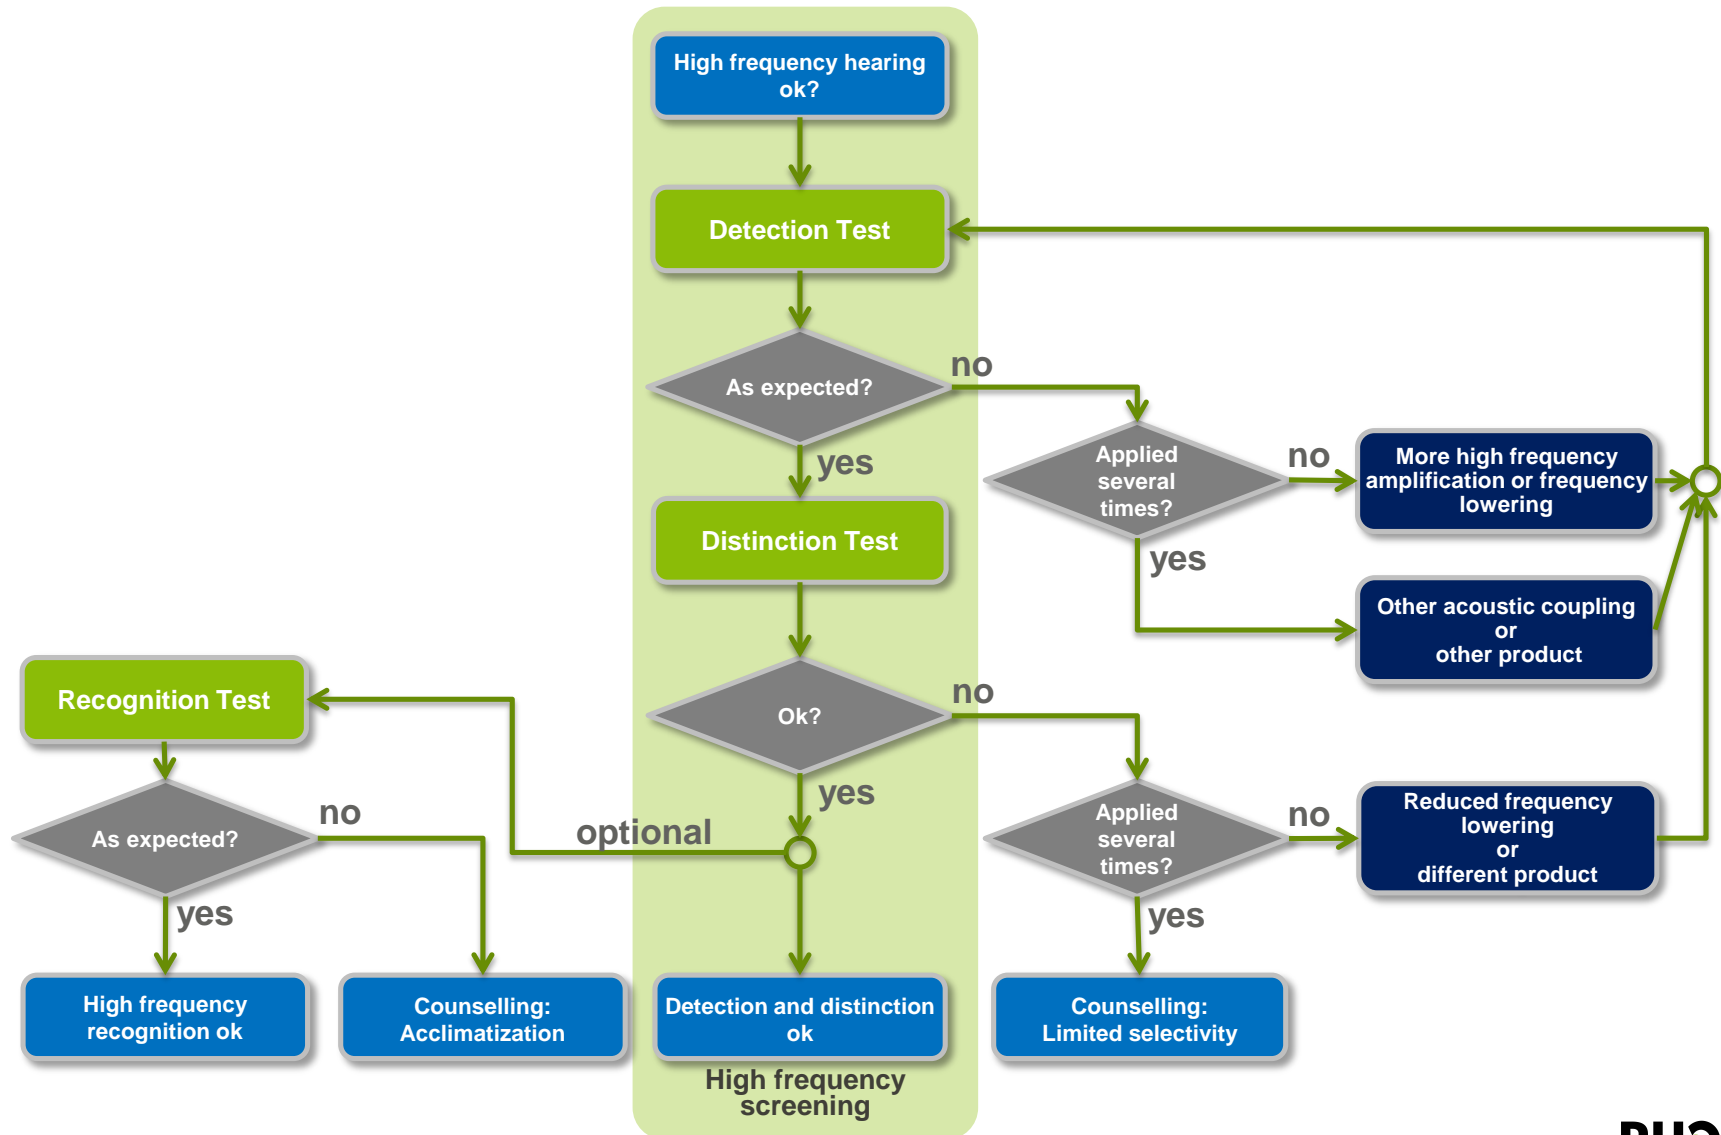 High frequency hearing
ok?
Detection Test
As expected?
no
yes
Applied
several
times?
no
More high frequency
amplification or frequency
lowering
yes
Distinction Test
Other acoustic coupling
or
other product
Recognition Test
Ok?
no
yes
optional
As expected?
no
yes
Applied
several
times?
no
Reduced frequency
lowering
or
different product
yes
High frequency
recognition ok
Counselling:
Acclimatization
Detection and distinction
ok
Counselling:
Limited selectivity
High frequency
screening